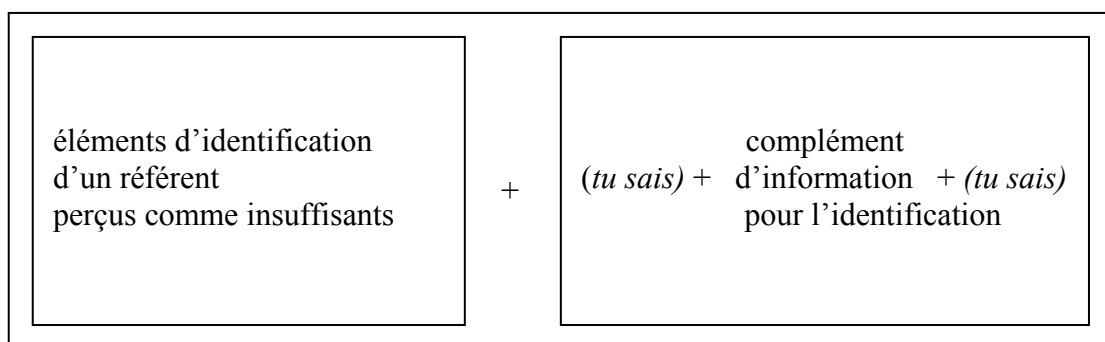 éléments d’identification
d’un référent
perçus comme insuffisants
+
complément
(tu sais) + d’information + (tu sais)
pour l’identification